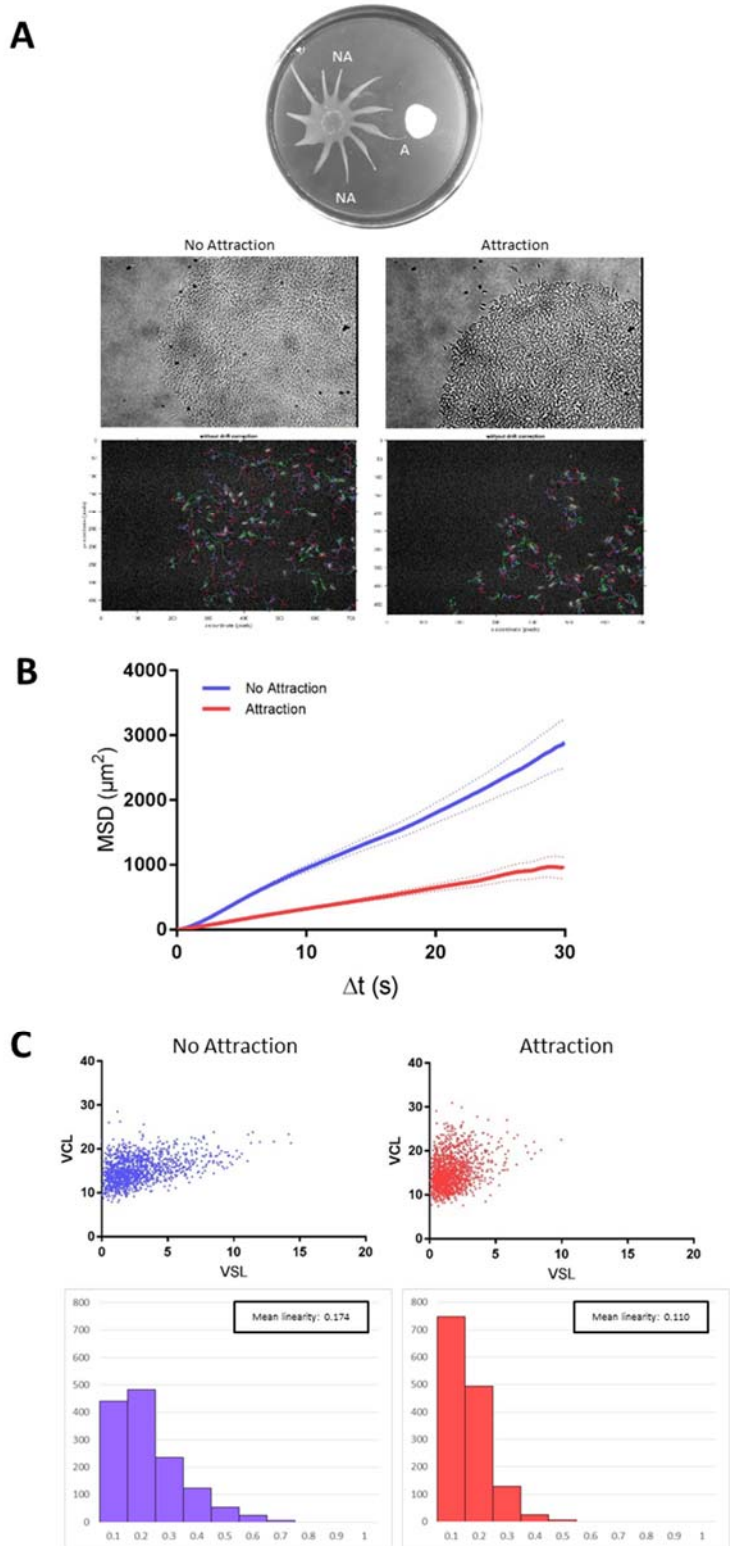 A
NA
A
NA
No Attraction Attraction
without drift correction without drift correction
B
4000
3000
2000
1000
0
MSD (µm²)
No Attraction
Attraction
0 10 20 30
Δt (s)
C
No Attraction Attraction
40
30
20
10
0
VCL
0 5 10 15 20
VSL
40
30
20
10
0
VCL
0 5 10 15 20
VSL
800
700
600
500
400
300
200
100
0
Mean linearity: 0.174
0.1 0.2 0.3 0.4 0.5 0.6 0.7 0.8 0.9 1
800
700
600
500
400
300
200
100
0
Mean linearity: 0.110
0.1 0.2 0.3 0.4 0.5 0.6 0.7 0.8 0.9 1